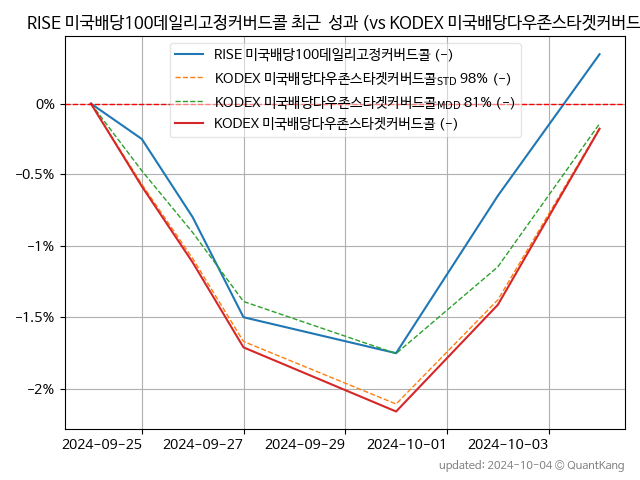 RISE 미국배당100데일리고정커버드콜 최근 성과 (vs KODEX 미국배당다우존스타겟커버드
RISE 미국배당100데일리고정커버드콜 (-)
KODEX 미국배당다우존스타겟커버드콜STD 98% (-)
KODEX 미국배당다우존스타겟커버드콜MDD 81% (-)
KODEX 미국배당다우존스타겟커버드콜 (-)
0%
-0.5%
-1%
-1.5%
-2%
2024-09-25 2024-09-27 2024-09-29 2024-10-01 2024-10-03
updated: 2024-10-04 © QuantKang